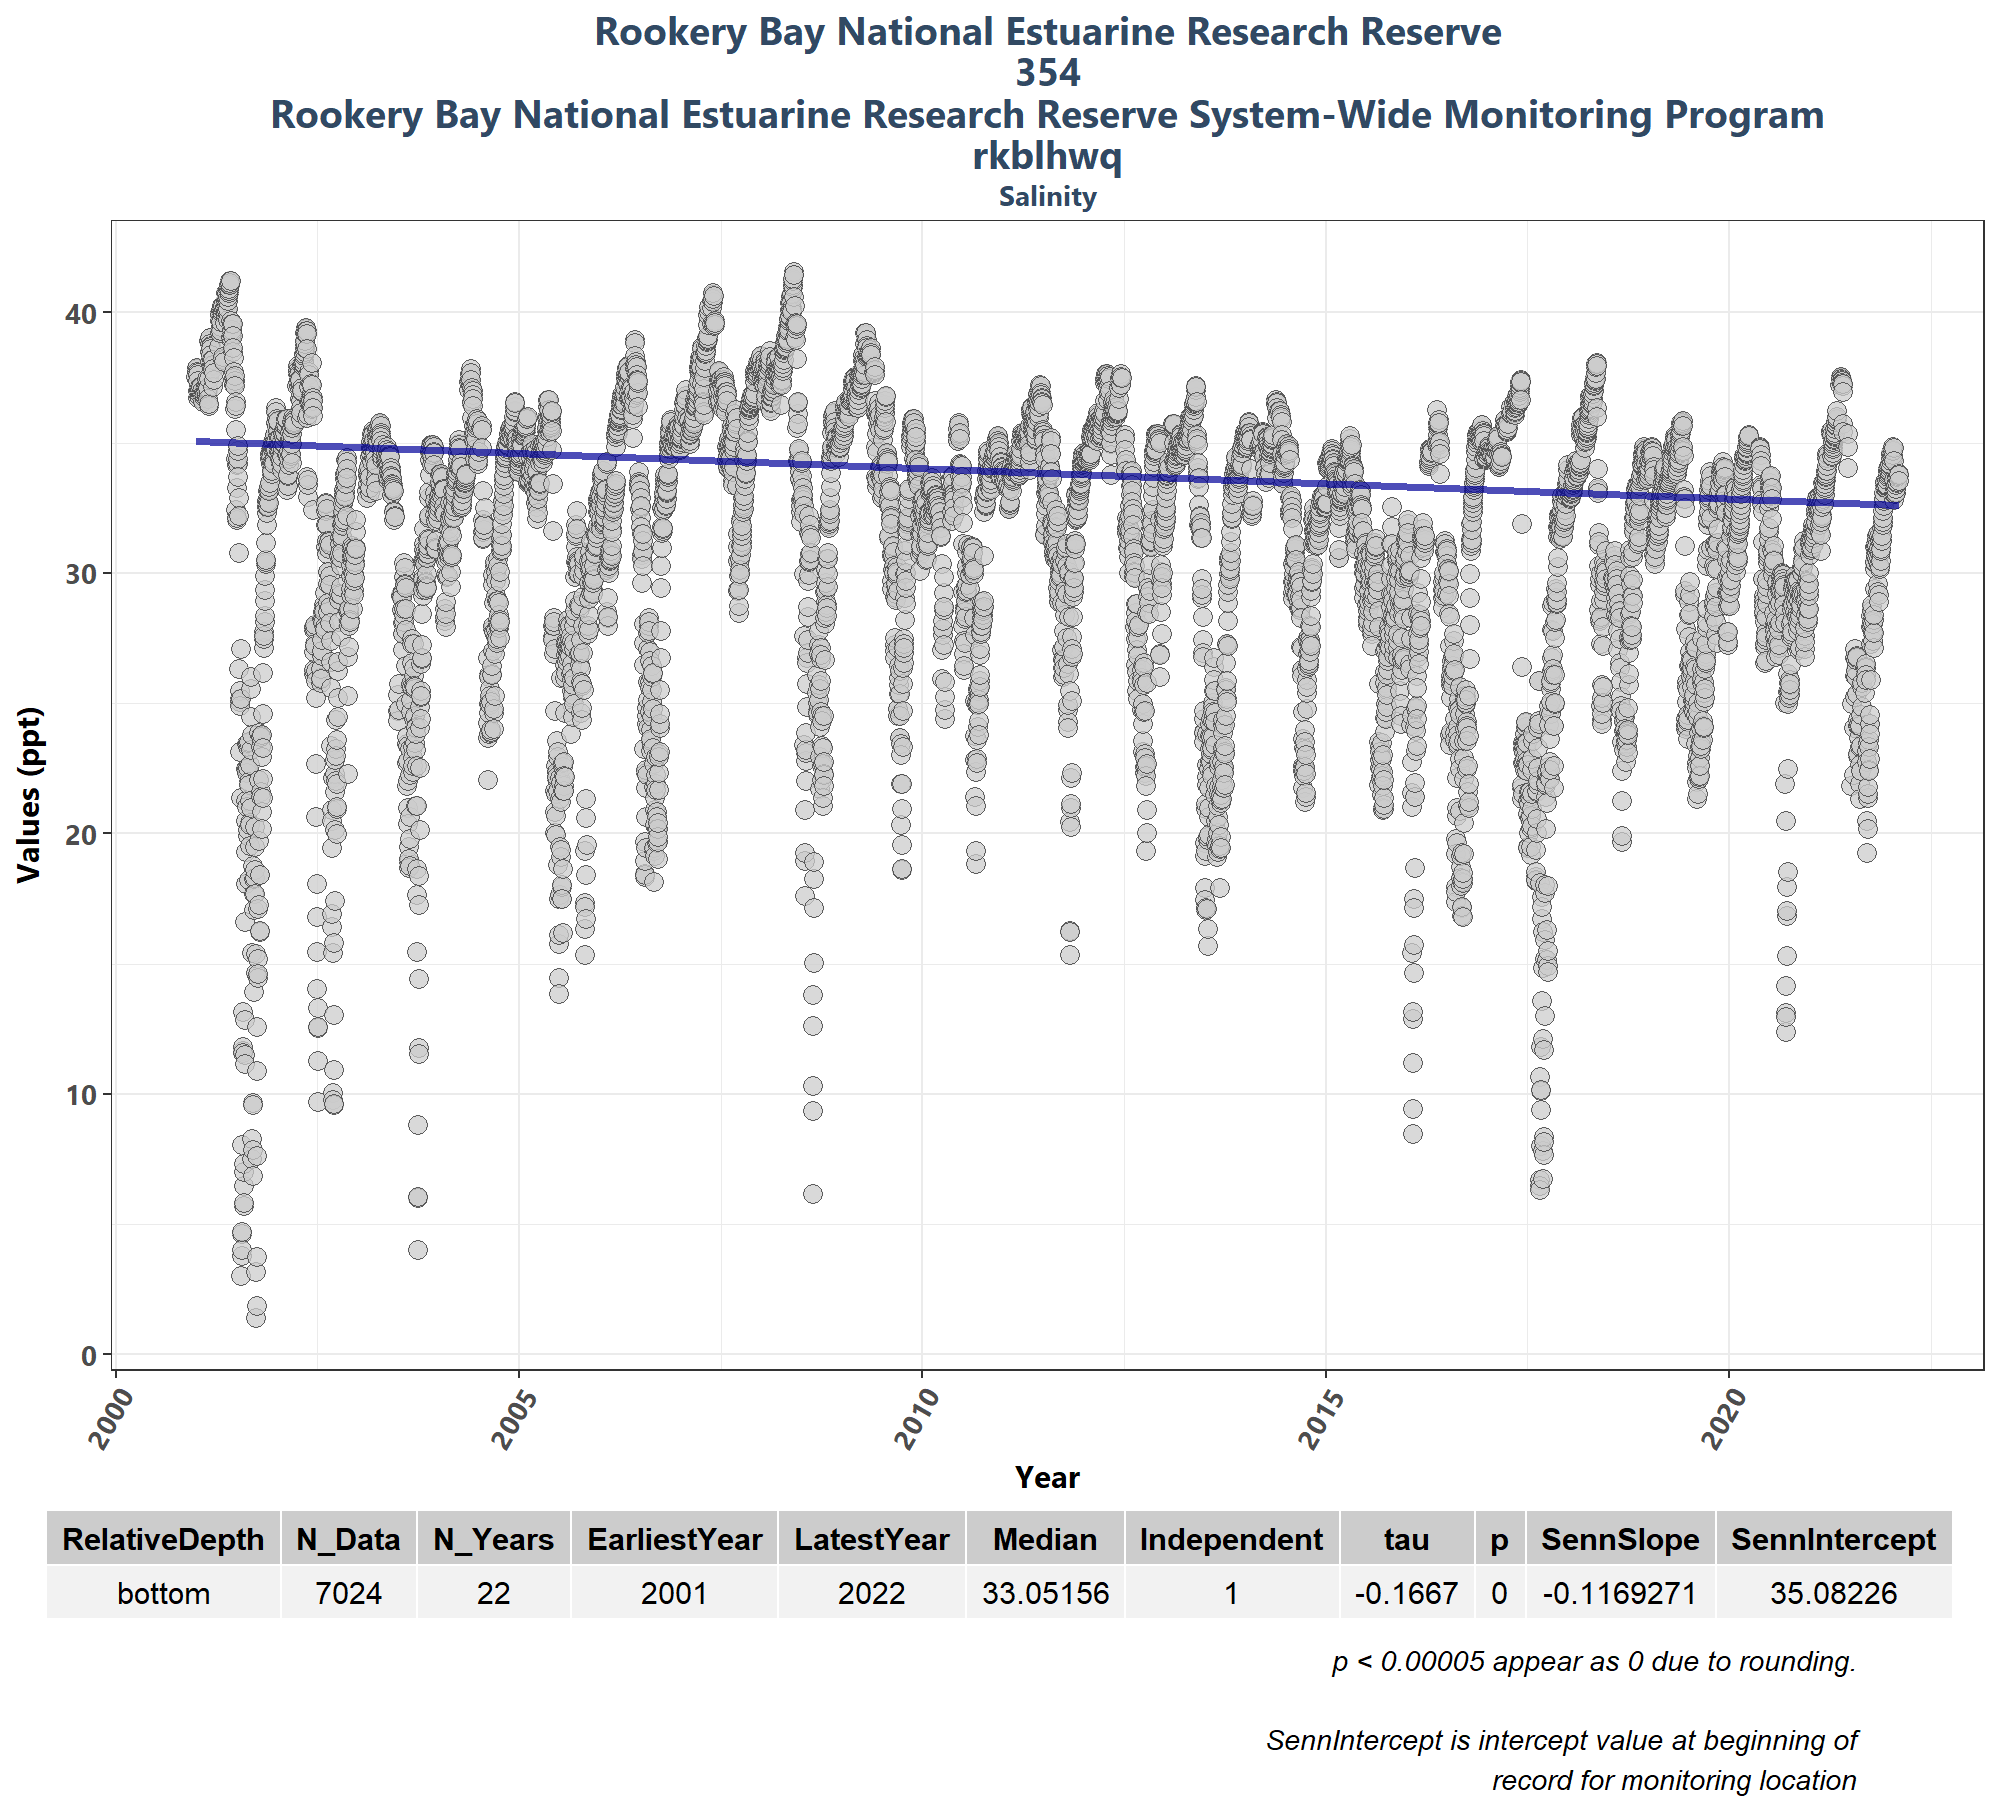 Rookery Bay National Estuarine Research Reserve
354
Rookery Bay National Estuarine Research Reserve System-Wide Monitoring Program
rkblhwq
Salinity
Values (ppt)
40
30
20
10
0
2000 2005 2010 2015 2020
Year
RelativeDepth N_Data N_Years EarliestYear LatestYear Median Independent tau p SennSlope SennIntercept
bottom 7024 22 2001 2022 33.05156 1 -0.1667 0 -0.1169271 35.08226
p < 0.00005 appear as 0 due to rounding.
SennIntercept is intercept value at beginning of
record for monitoring location